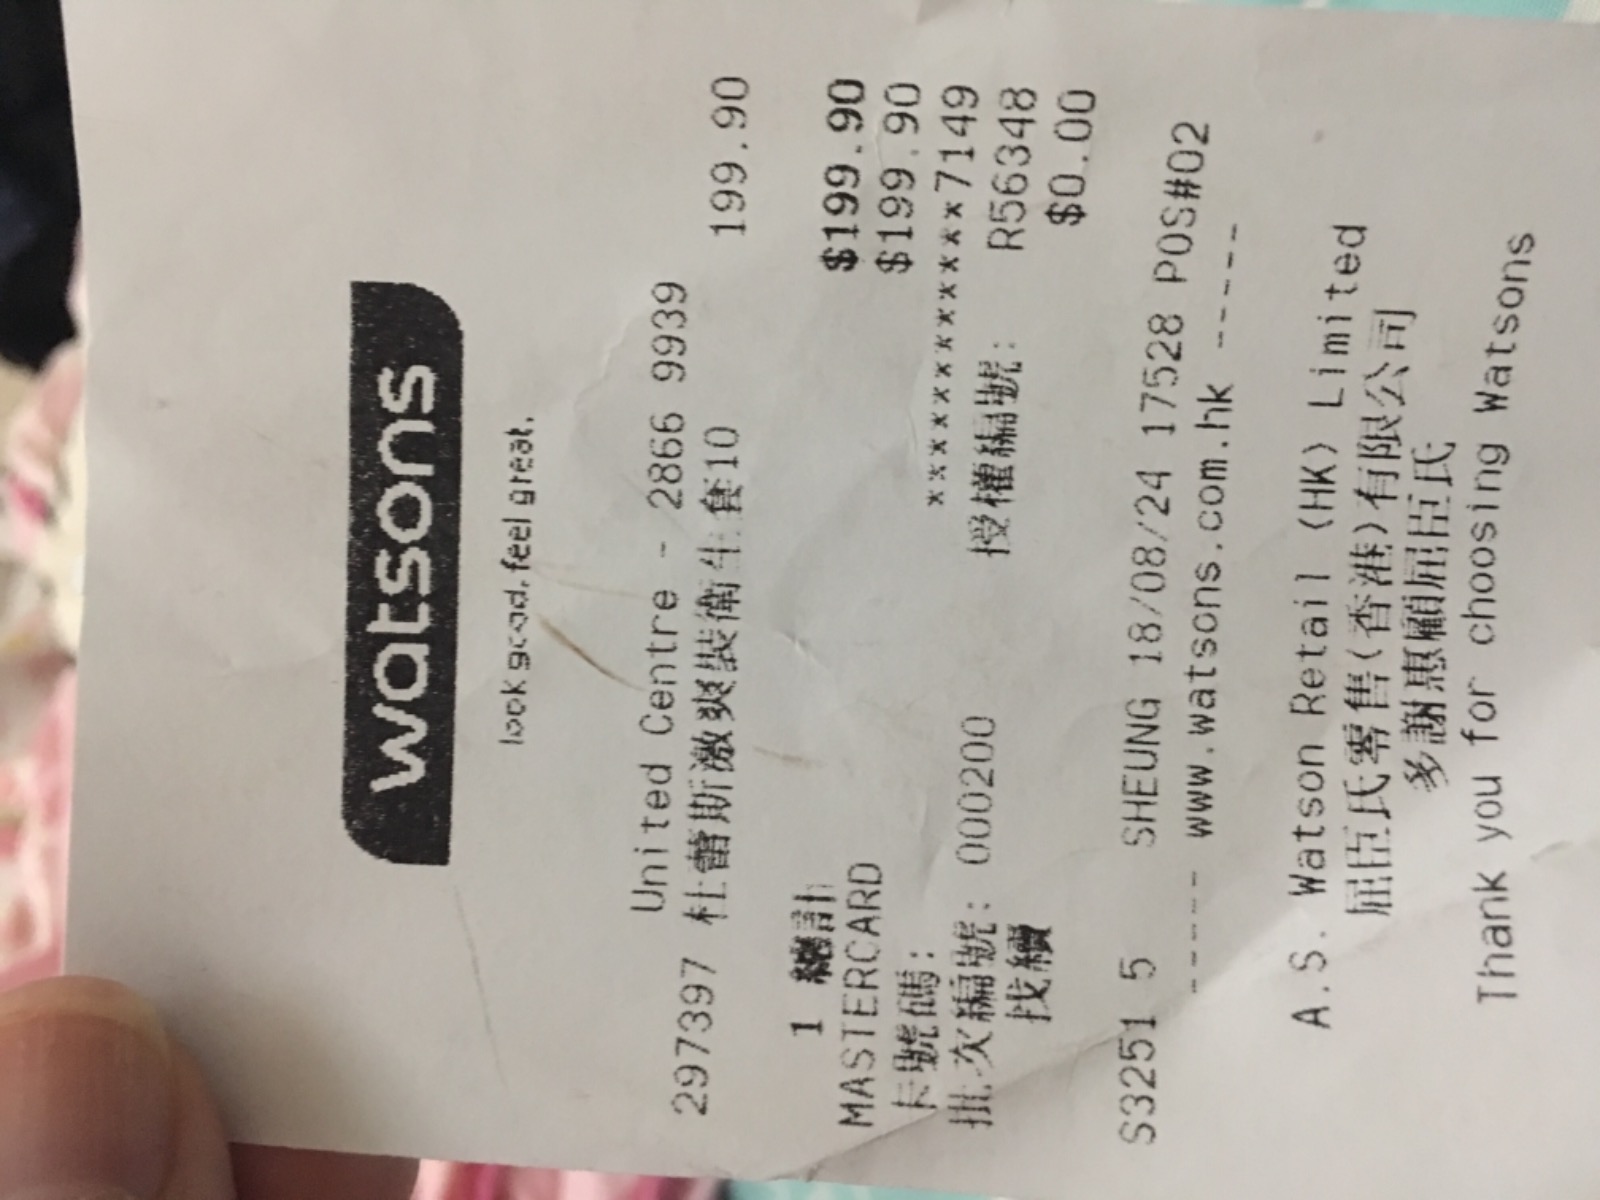 watsons
look good. feel great.
United Centre - 2866 9939
297397 杜蕾斯激爽裝衛生套10 199.90
1 總計 $199.90
MASTERCARD $199.90
卡號碼: ************7149
批次編號: 000200 授權編號: R56348
找續 $0.00
S3251 5 SHEUNG 18/08/24 17528 POS#02
----- www.watsons.com.hk -----
A.S. Watson Retail (HK) Limited
屈臣氏零售(香港)有限公司
多謝惠顧屈臣氏
Thank you for choosing Watsons